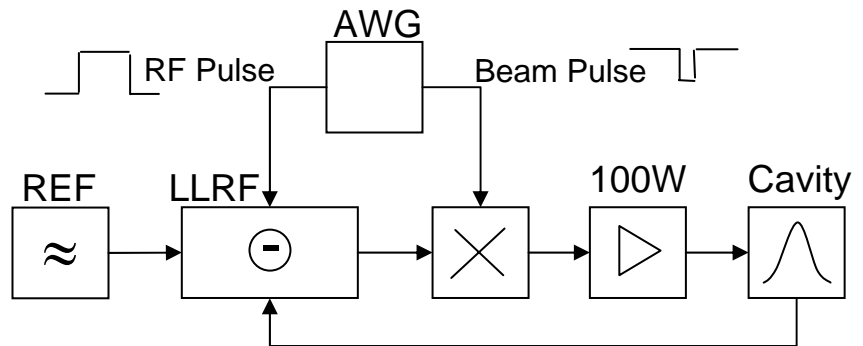 AWG
RF Pulse
Beam Pulse
REF
LLRF
100W
Cavity
≈
-